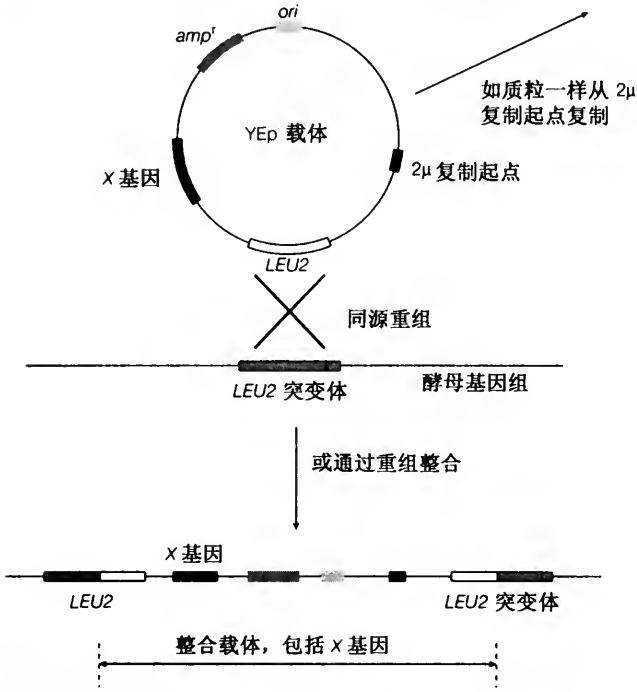 ori
ampʳ
如质粒一样从 2μ
复制起点复制
YEp 载体
X 基因
2μ 复制起点
LEU2
同源重组
酵母基因组
LEU2 突变体
或通过重组整合
X 基因
LEU2
LEU2 突变体
整合载体，包括 X 基因